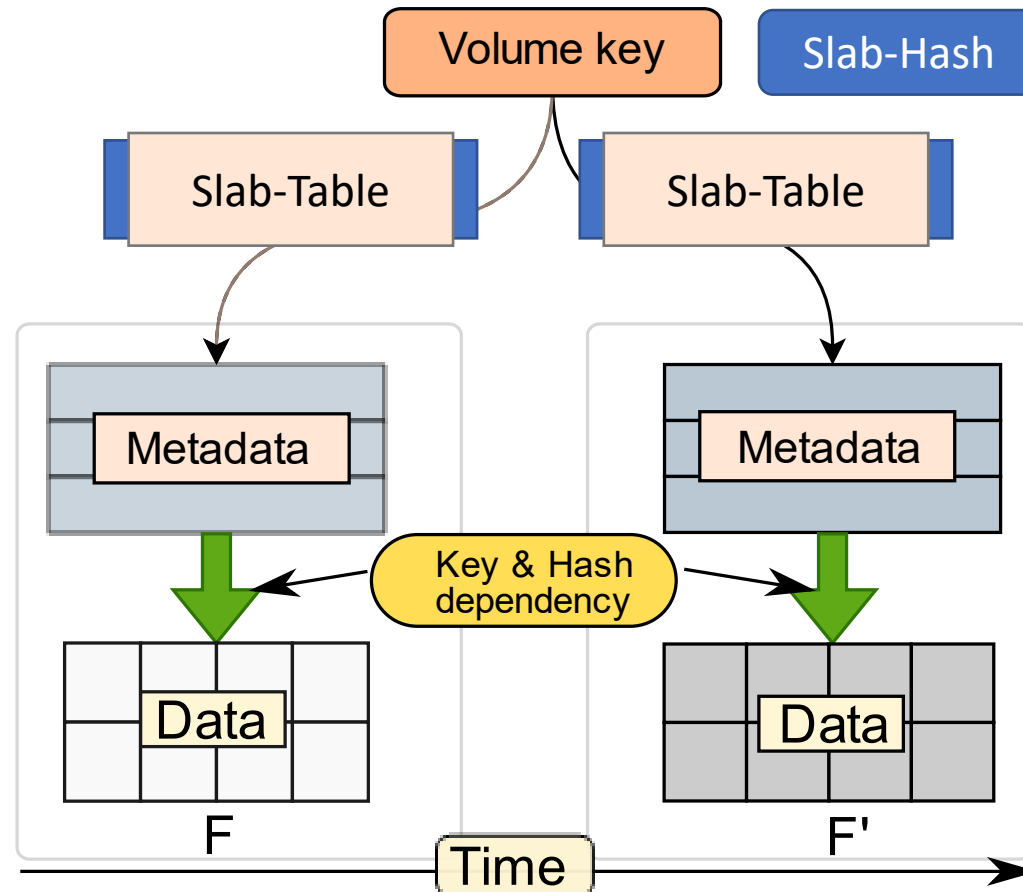 Volume key
Slab-Hash
Slab-Table
Slab-Table
Metadata
Metadata
Key & Hash
dependency
Data
Data
F
F'
Time